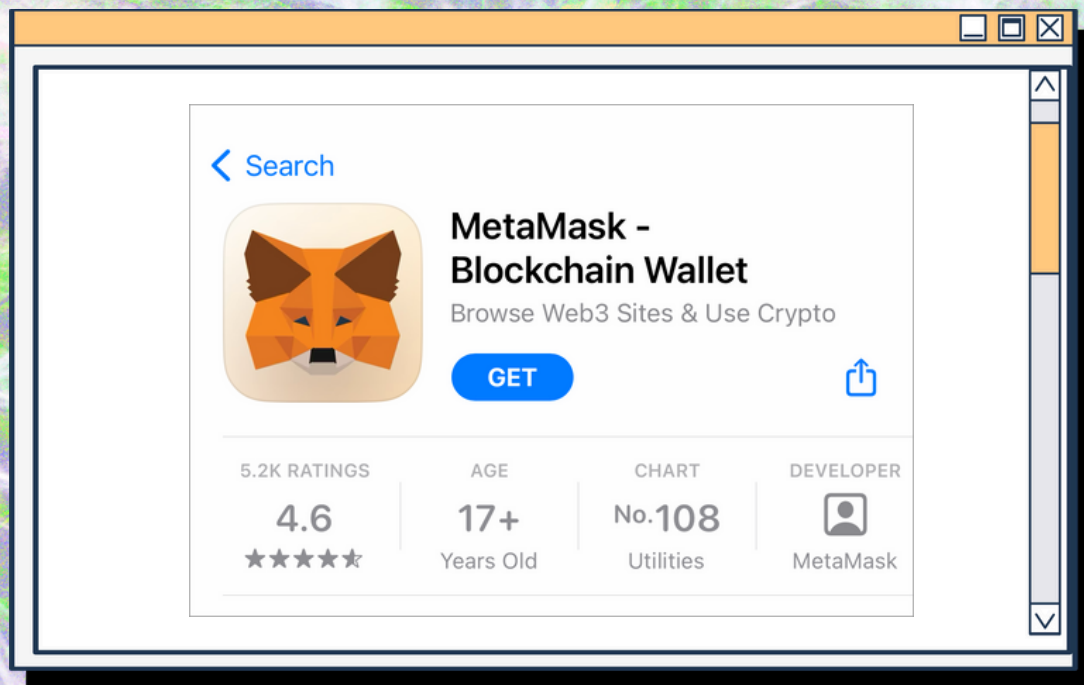 Search
MetaMask -
Blockchain Wallet
Browse Web3 Sites & Use Crypto
GET
5.2K RATINGS
4.6
AGE
17+
Years Old
CHART
No.108
Utilities
DEVELOPER
MetaMask